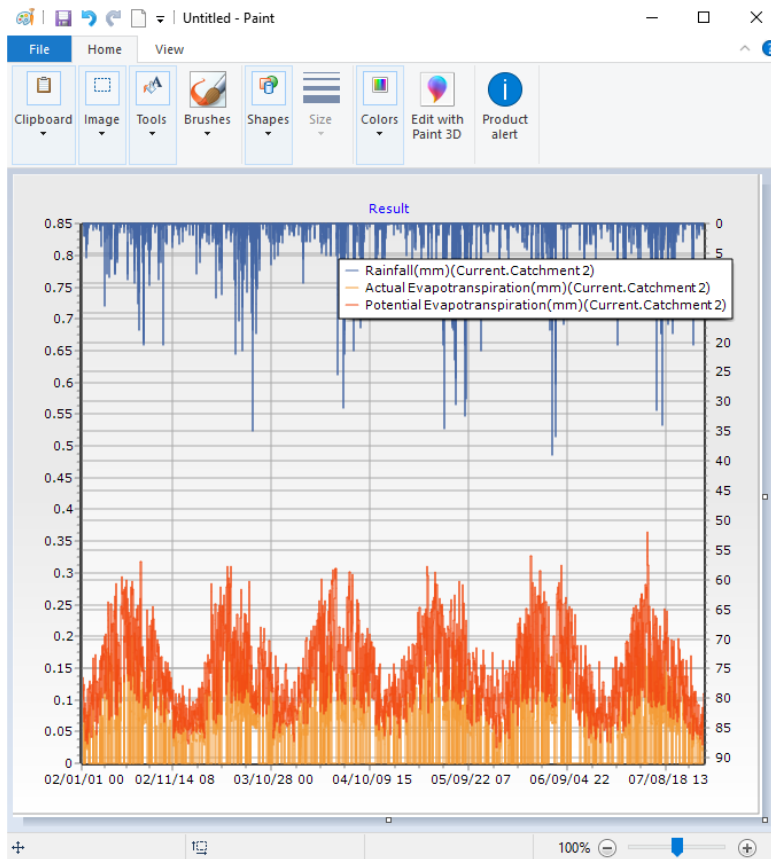 Untitled - Paint
File Home View
Clipboard Image Tools Brushes Shapes Size Colors Edit with Paint 3D Product alert
Result
0.85 0
0.8 5
Rainfall(mm)(Current.Catchment 2)
0.75 Actual Evapotranspiration(mm)(Current.Catchment 2)
Potential Evapotranspiration(mm)(Current.Catchment 2)
0.7
0.65 20
0.6 25
0.55 30
35
0.5
0.45 40
0.4 45
0.35 50
0.3 55
60
0.25 65
0.2 70
0.15 75
0.1 80
0.05 85
0 90
02/01/01 00 02/11/14 08 03/10/28 00 04/10/09 15 05/09/22 07 06/09/04 22 07/08/18 13
100%